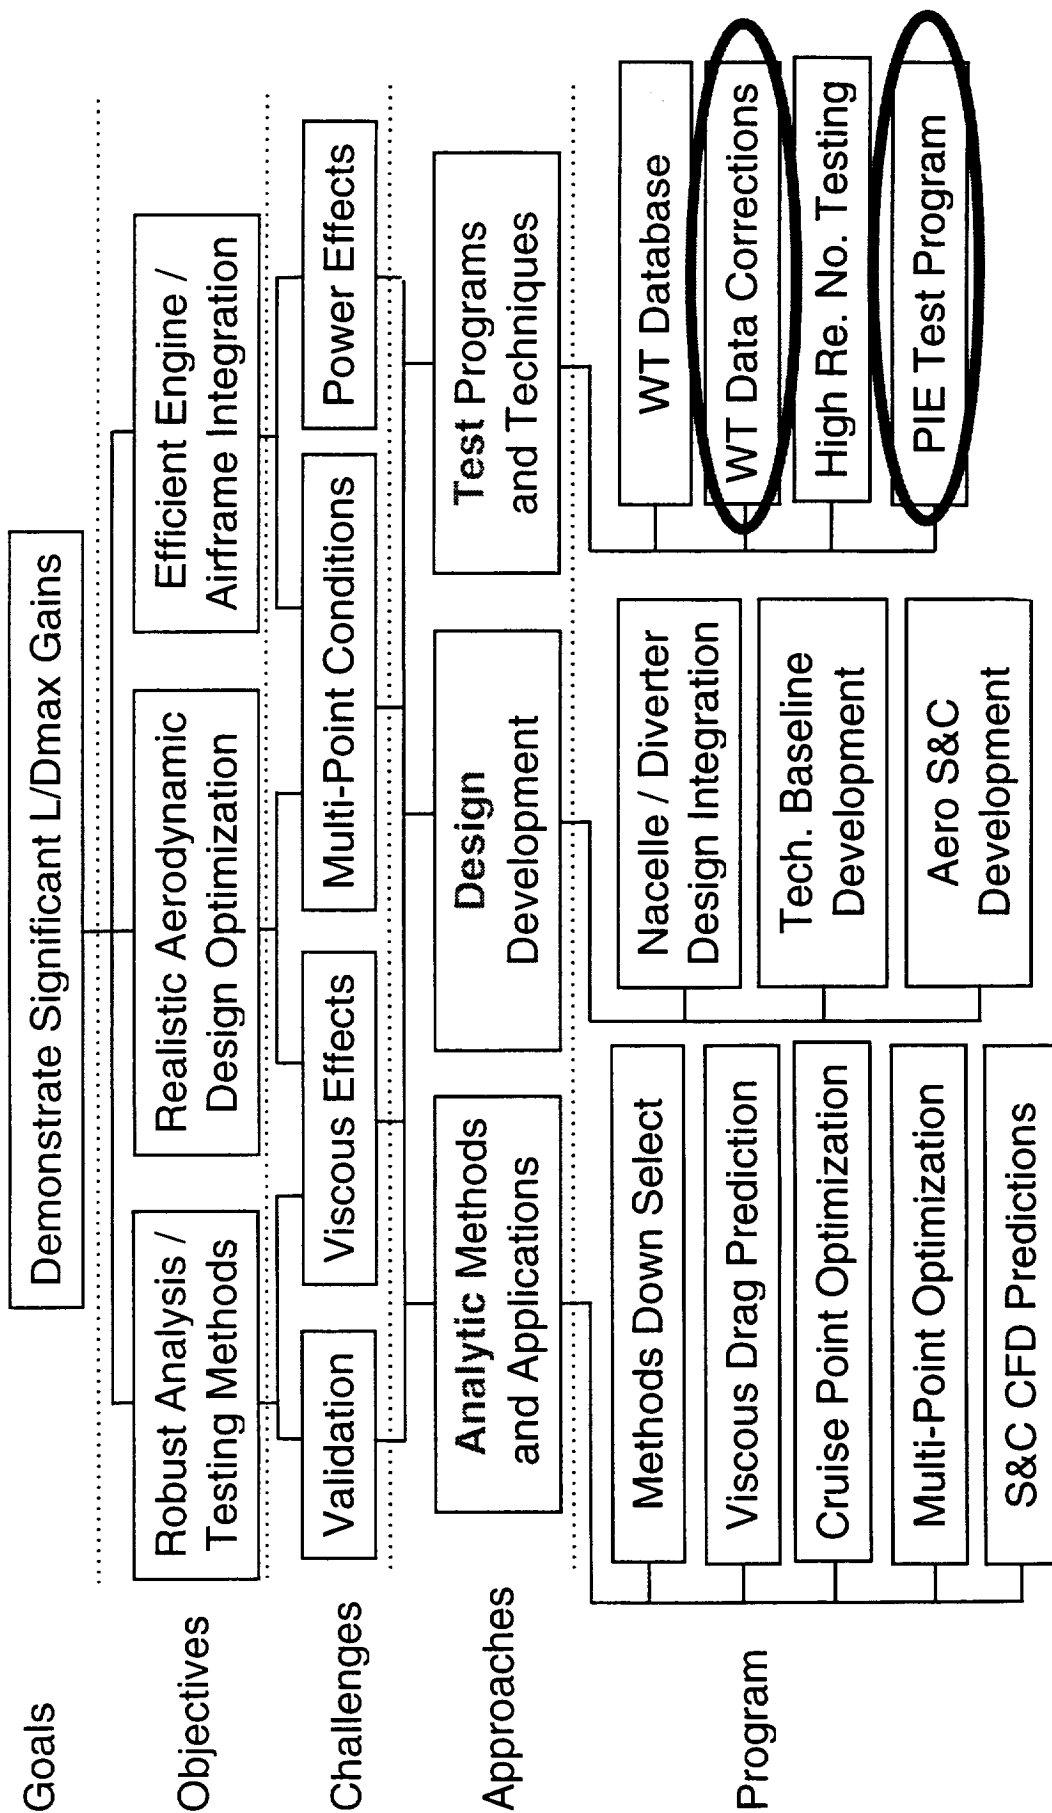 Goals
Demonstrate Significant L/Dmax Gains
Objectives
Robust Analysis /
Testing Methods
Realistic Aerodynamic
Design Optimization
Efficient Engine /
Airframe Integration
Challenges
Validation
Viscous Effects
Multi-Point Conditions
Power Effects
Approaches
Analytic Methods
and Applications
Design
Development
Test Programs
and Techniques
Program
Methods Down Select
Viscous Drag Prediction
Cruise Point Optimization
Multi-Point Optimization
S&C CFD Predictions
Nacelle / Diverter
Design Integration
Tech. Baseline
Development
Aero S&C
Development
WT Database
WT Data Corrections
High Re. No. Testing
PIE Test Program